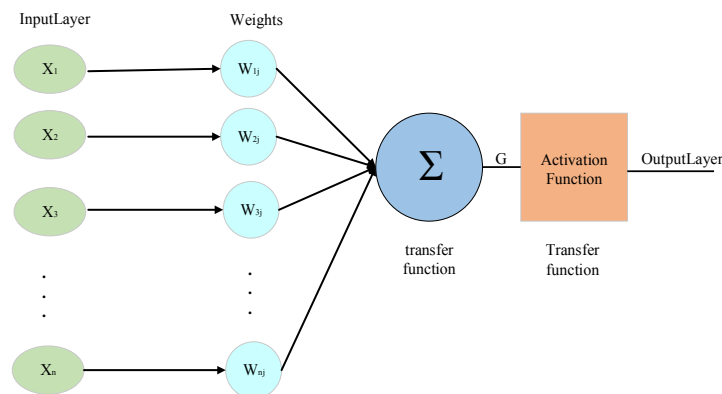 InputLayer
Weights
X1
W1j
X2
W2j
X3
W3j
Σ
G
Activation
Function
OutputLayer
transfer
function
Transfer
function
Xn
Wnj